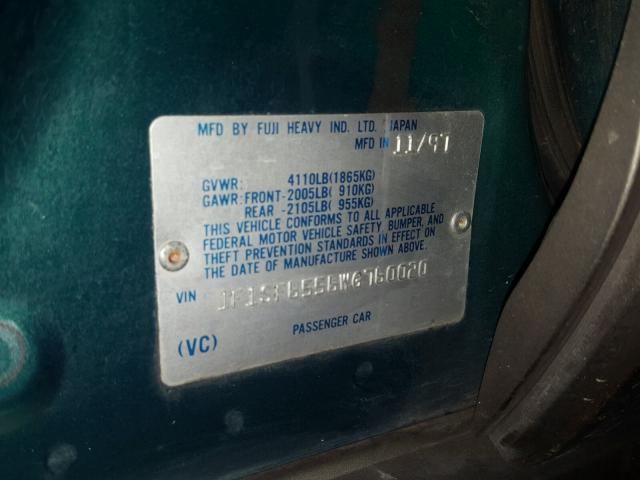 MFD BY FUJI HEAVY IND. LTD. JAPAN
MFD IN 11/97
GVWR: 4110LB(1865KG)
GAWR: FRONT-2005LB( 910KG)
REAR -2105LB( 955KG)
THIS VEHICLE CONFORMS TO ALL APPLICABLE
FEDERAL MOTOR VEHICLE SAFETY BUMPER, AND
THEFT PREVENTION STANDARDS IN EFFECT ON
THE DATE OF MANUFACTURE SHOWN ABOVE.
VIN JF1SF6556WG760020
(VC) PASSENGER CAR